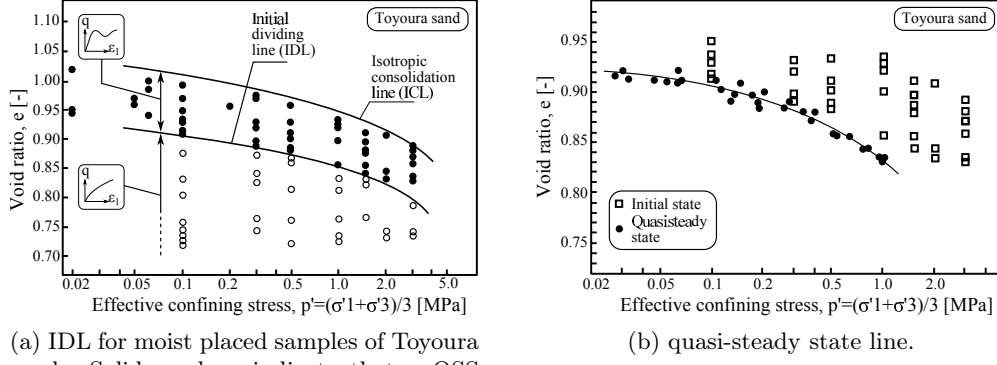 1.10
1.05
1.00
0.95
0.90
0.85
0.80
0.75
0.70
Void ratio, e [-]
q
ε1
q
ε1
Initial
dividing
line (IDL)
Toyoura sand
Isotropic
consolidation
line (ICL)
0.02
0.04
0.1
0.2
0.5
1.0
2.0
5.0
Effective confining stress, p'=(σ'1+σ'3)/3 [MPa]
(a) IDL for moist placed samples of Toyoura
0.95
0.90
0.85
0.80
0.75
Void ratio, e [-]
Toyoura sand
Initial state
Quasisteady
state
0.02
0.05
0.1
0.2
0.5
1.0
2.0
Effective confining stress, p'=(σ'1+σ'3)/3 [MPa]
(b) quasi-steady state line.